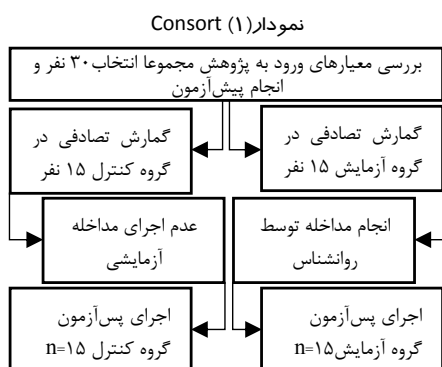 نمودار(۱) Consort
بررسی معیارهای ورود به پژوهش مجموعا انتخاب۳۰ نفر و
انجام پیش‌آزمون
گمارش تصادفی در
گروه آزمایش ۱۵ نفر
گمارش تصادفی در
گروه کنترل ۱۵ نفر
انجام مداخله توسط
روانشناس
عدم اجرای مداخله
آزمایشی
اجرای پس‌آزمون
گروه آزمایش۱۵=n
اجرای پس‌آزمون
گروه کنترل ۱۵=n